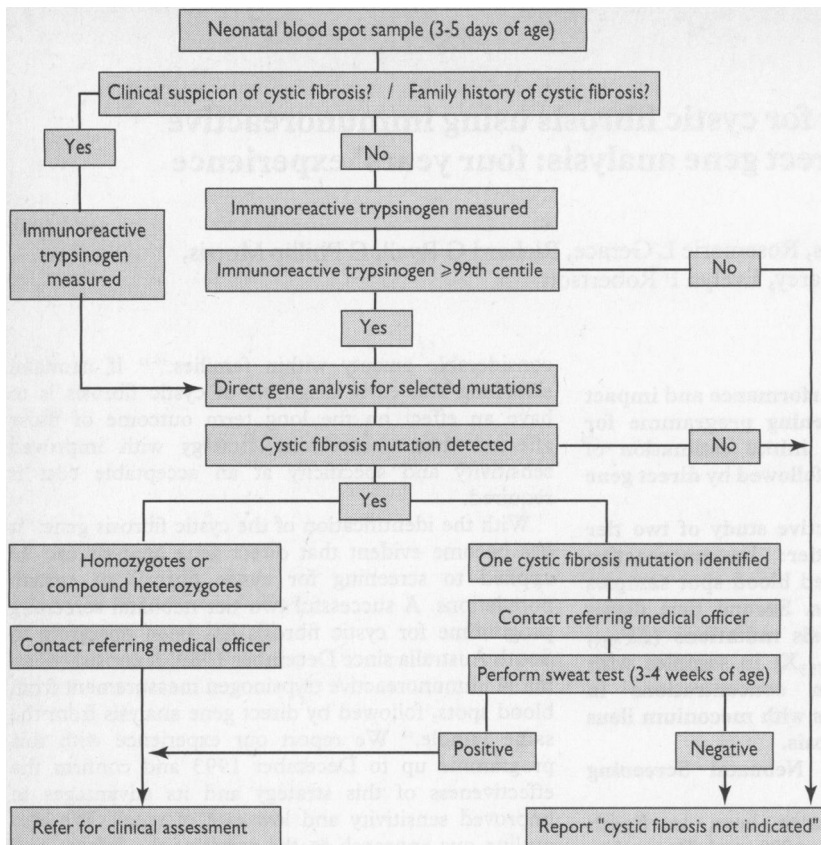 Neonatal blood spot sample (3-5 days of age)
Clinical suspicion of cystic fibrosis? / Family history of cystic fibrosis?
Yes
No
Immunoreactive
trypsinogen
measured
Immunoreactive trypsinogen measured
Immunoreactive trypsinogen ⩾99th centile
No
Yes
Direct gene analysis for selected mutations
Cystic fibrosis mutation detected
No
Yes
Homozygotes or
compound heterozygotes
One cystic fibrosis mutation identified
Contact referring medical officer
Contact referring medical officer
Perform sweat test (3-4 weeks of age)
Positive
Negative
Refer for clinical assessment
Report "cystic fibrosis not indicated"